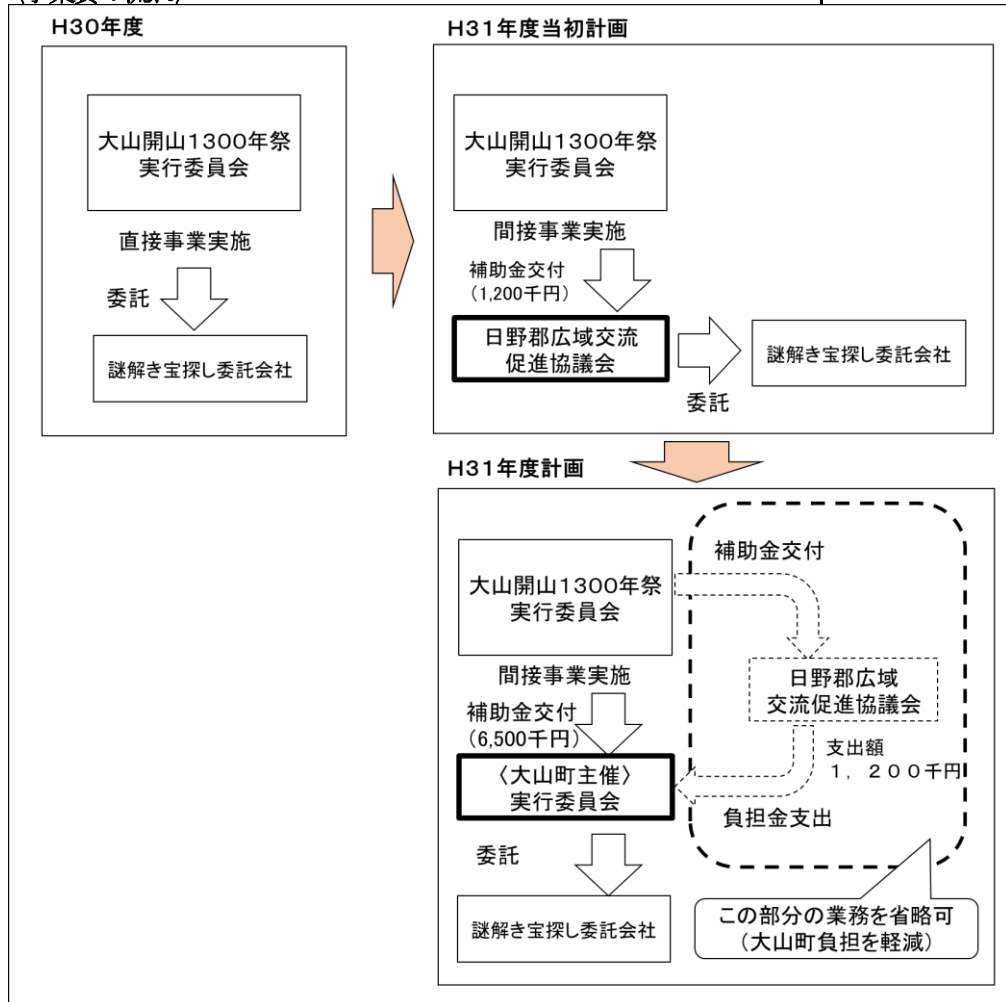 H30年度
大山開山1300年祭
実行委員会
直接事業実施
委託
謎解き宝探し委託会社
H31年度当初計画
大山開山1300年祭
実行委員会
間接事業実施
補助金交付
(1,200千円)
日野郡広域交流
促進協議会
委託
謎解き宝探し委託会社
H31年度計画
大山開山1300年祭
実行委員会
間接事業実施
補助金交付
(6,500千円)
〈大山町主催〉
実行委員会
委託
謎解き宝探し委託会社
補助金交付
日野郡広域
交流促進協議会
支出額
1,200千円
負担金支出
この部分の業務を省略可
(大山町負担を軽減)